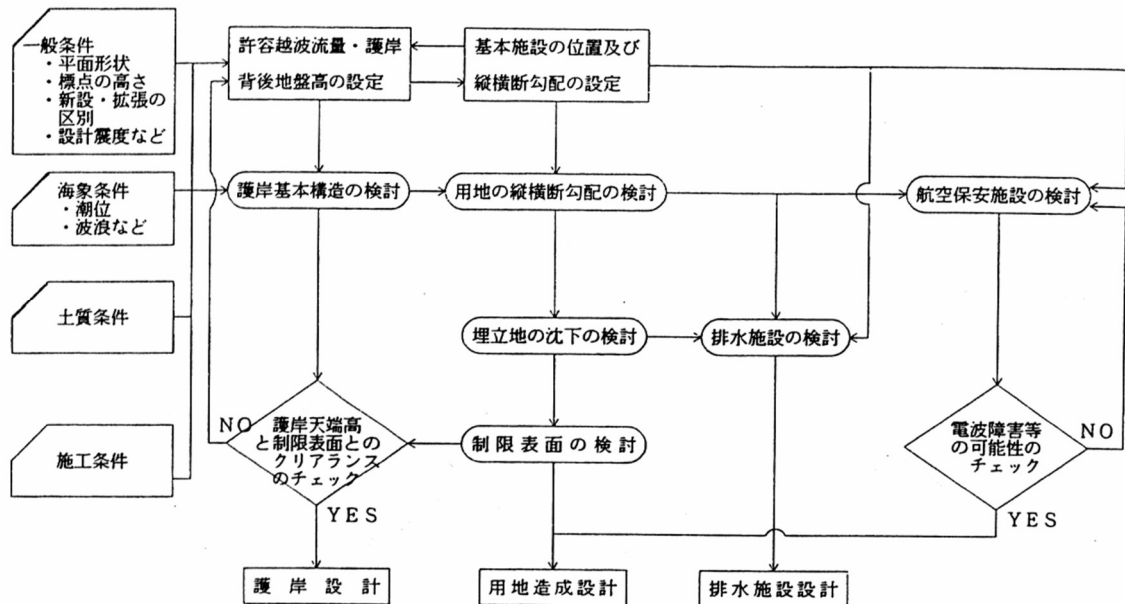 一般条件
・平面形状
・標点の高さ
・新設・拡張の
区別
・設計震度など
許容越波流量・護岸
背後地盤高の設定
基本施設の位置及び
縦横断勾配の設定
海象条件
・潮位
・波浪など
護岸基本構造の検討
用地の縦横断勾配の検討
航空保安施設の検討
土質条件
埋立地の沈下の検討
排水施設の検討
施工条件
NO
護岸天端高
と制限表面との
クリアランス
のチェック
YES
制限表面の検討
電波障害等
の可能性の
チェック
NO
YES
護岸設計
用地造成設計
排水施設設計